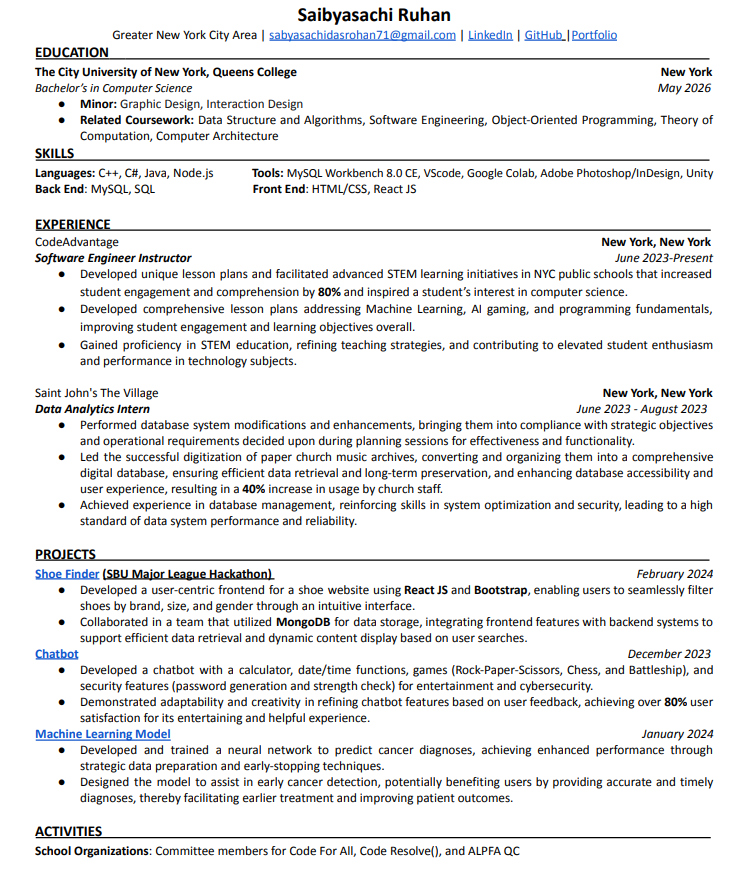 Saibyasachi Ruhan
Greater New York City Area | sabyasachidasrohan71@gmail.com | LinkedIn | GitHub |Portfolio
EDUCATION
The City University of New York, Queens College New York
Bachelor's in Computer Science May 2026
● Minor: Graphic Design, Interaction Design
● Related Coursework: Data Structure and Algorithms, Software Engineering, Object-Oriented Programming, Theory of
Computation, Computer Architecture
SKILLS
Languages: C++, C#, Java, Node.js Tools: MySQL Workbench 8.0 CE, VScode, Google Colab, Adobe Photoshop/InDesign, Unity
Back End: MySQL, SQL Front End: HTML/CSS, React JS
EXPERIENCE
CodeAdvantage New York, New York
Software Engineer Instructor June 2023-Present
● Developed unique lesson plans and facilitated advanced STEM learning initiatives in NYC public schools that increased
student engagement and comprehension by 80% and inspired a student's interest in computer science.
● Developed comprehensive lesson plans addressing Machine Learning, AI gaming, and programming fundamentals,
improving student engagement and learning objectives overall.
● Gained proficiency in STEM education, refining teaching strategies, and contributing to elevated student enthusiasm
and performance in technology subjects.
Saint John's The Village New York, New York
Data Analytics Intern June 2023 - August 2023
● Performed database system modifications and enhancements, bringing them into compliance with strategic objectives
and operational requirements decided upon during planning sessions for effectiveness and functionality.
● Led the successful digitization of paper church music archives, converting and organizing them into a comprehensive
digital database, ensuring efficient data retrieval and long-term preservation, and enhancing database accessibility and
user experience, resulting in a 40% increase in usage by church staff.
● Achieved experience in database management, reinforcing skills in system optimization and security, leading to a high
standard of data system performance and reliability.
PROJECTS
Shoe Finder (SBU Major League Hackathon) February 2024
● Developed a user-centric frontend for a shoe website using React JS and Bootstrap, enabling users to seamlessly filter
shoes by brand, size, and gender through an intuitive interface.
● Collaborated in a team that utilized MongoDB for data storage, integrating frontend features with backend systems to
support efficient data retrieval and dynamic content display based on user searches.
Chatbot December 2023
● Developed a chatbot with a calculator, date/time functions, games (Rock-Paper-Scissors, Chess, and Battleship), and
security features (password generation and strength check) for entertainment and cybersecurity.
● Demonstrated adaptability and creativity in refining chatbot features based on user feedback, achieving over 80% user
satisfaction for its entertaining and helpful experience.
Machine Learning Model January 2024
● Developed and trained a neural network to predict cancer diagnoses, achieving enhanced performance through
strategic data preparation and early-stopping techniques.
● Designed the model to assist in early cancer detection, potentially benefiting users by providing accurate and timely
diagnoses, thereby facilitating earlier treatment and improving patient outcomes.
ACTIVITIES
School Organizations: Committee members for Code For All, Code Resolve(), and ALPFA QC